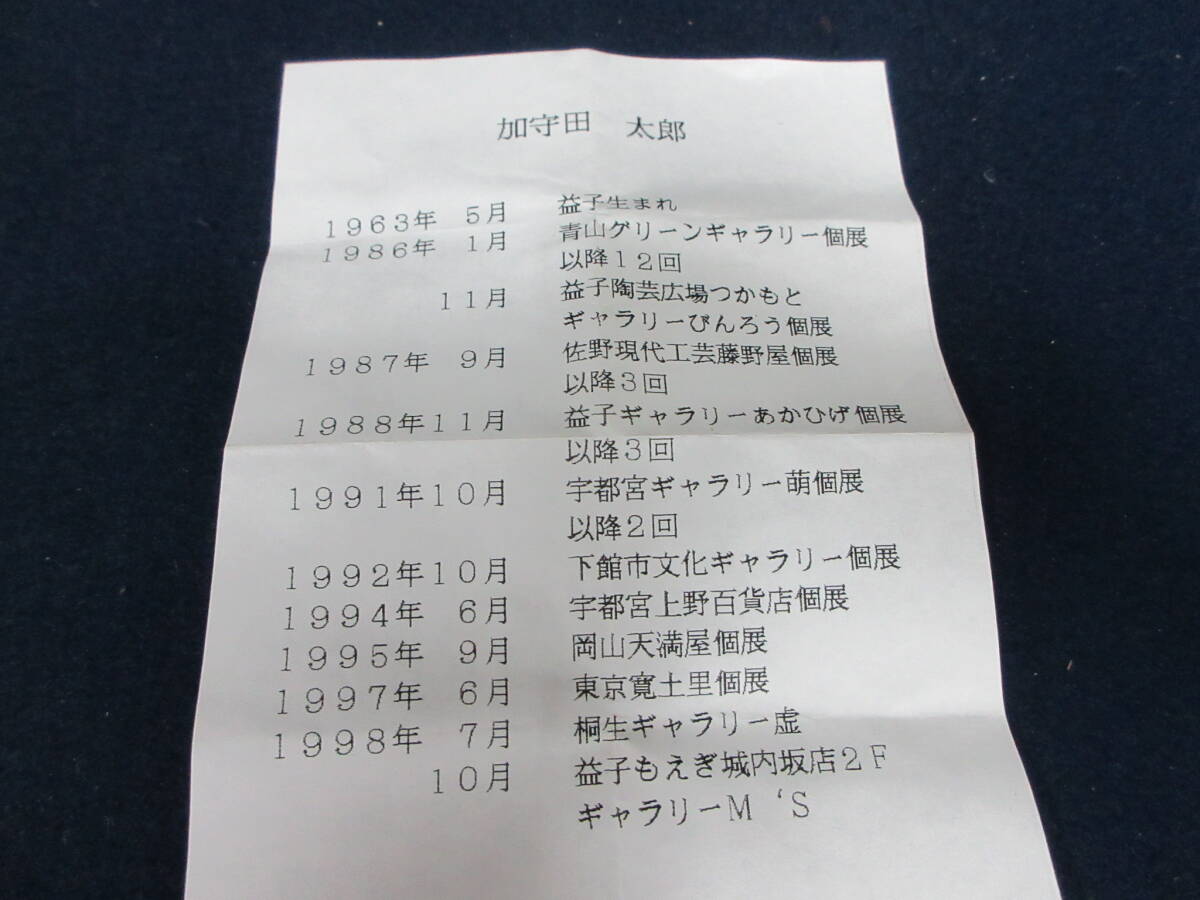 加守田　太郎
１９６３年　５月　益子生まれ
１９８６年　１月　青山グリーンギャラリー個展
以降１２回
１１月　益子陶芸広場つかもと
ギャラリーびんろう個展
１９８７年　９月　佐野現代工芸藤野屋個展
以降３回
１９８８年１１月　益子ギャラリーあかひげ個展
以降３回
１９９１年１０月　宇都宮ギャラリー萌個展
以降２回
１９９２年１０月　下館市文化ギャラリー個展
１９９４年　６月　宇都宮上野百貨店個展
１９９５年　９月　岡山天満屋個展
１９９７年　６月　東京寛土里個展
１９９８年　７月　桐生ギャラリー虚
１０月　益子もえぎ城内坂店２Ｆ
ギャラリーＭ‘Ｓ